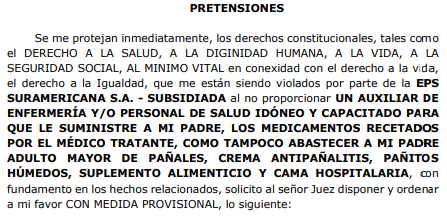 PRETENSIONES
Se me protejan inmediatamente, los derechos constitucionales, tales como
el DERECHO A LA SALUD, A LA DIGINIDAD HUMANA, A LA VIDA, A LA
SEGURIDAD SOCIAL, AL MINIMO VITAL en conexidad con el derecho a la vida,
el derecho a la Igualdad, que me están siendo violados por parte de la EPS
SURAMERICANA S.A. - SUBSIDIADA al no proporcionar UN AUXILIAR DE
ENFERMERÍA Y/O PERSONAL DE SALUD IDÓNEO Y CAPACITADO PARA
QUE LE SUMINISTRE A MI PADRE, LOS MEDICAMENTOS RECETADOS
POR EL MÉDICO TRATANTE, COMO TAMPOCO ABASTECER A MI PADRE
ADULTO MAYOR DE PAÑALES, CREMA ANTIPAÑALITIS, PAÑITOS
HÚMEDOS, SUPLEMENTO ALIMENTICIO Y CAMA HOSPITALARIA, con
fundamento en los hechos relacionados, solicito al señor Juez disponer y ordenar
a mi favor CON MEDIDA PROVISIONAL, lo siguiente: